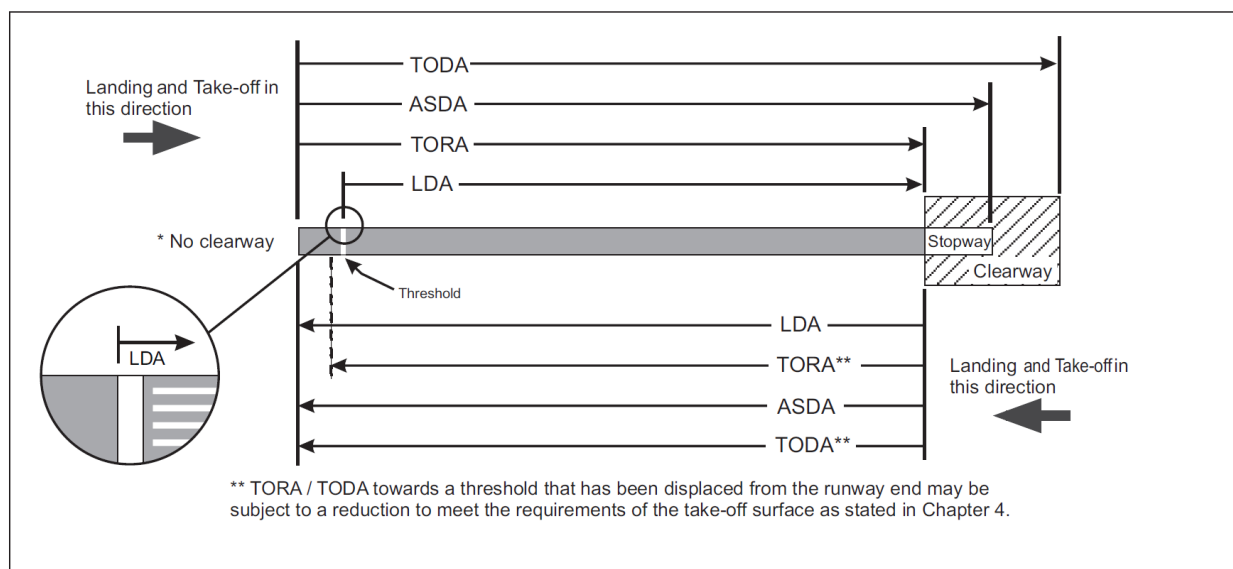 TODA
Landing and Take-off in
this direction
ASDA
TORA
LDA
* No clearway
Stopway
Clearway
Threshold
LDA
LDA
TORA**
Landing and Take-off in
this direction
ASDA
TODA**
** TORA / TODA towards a threshold that has been displaced from the runway end may be
subject to a reduction to meet the requirements of the take-off surface as stated in Chapter 4.